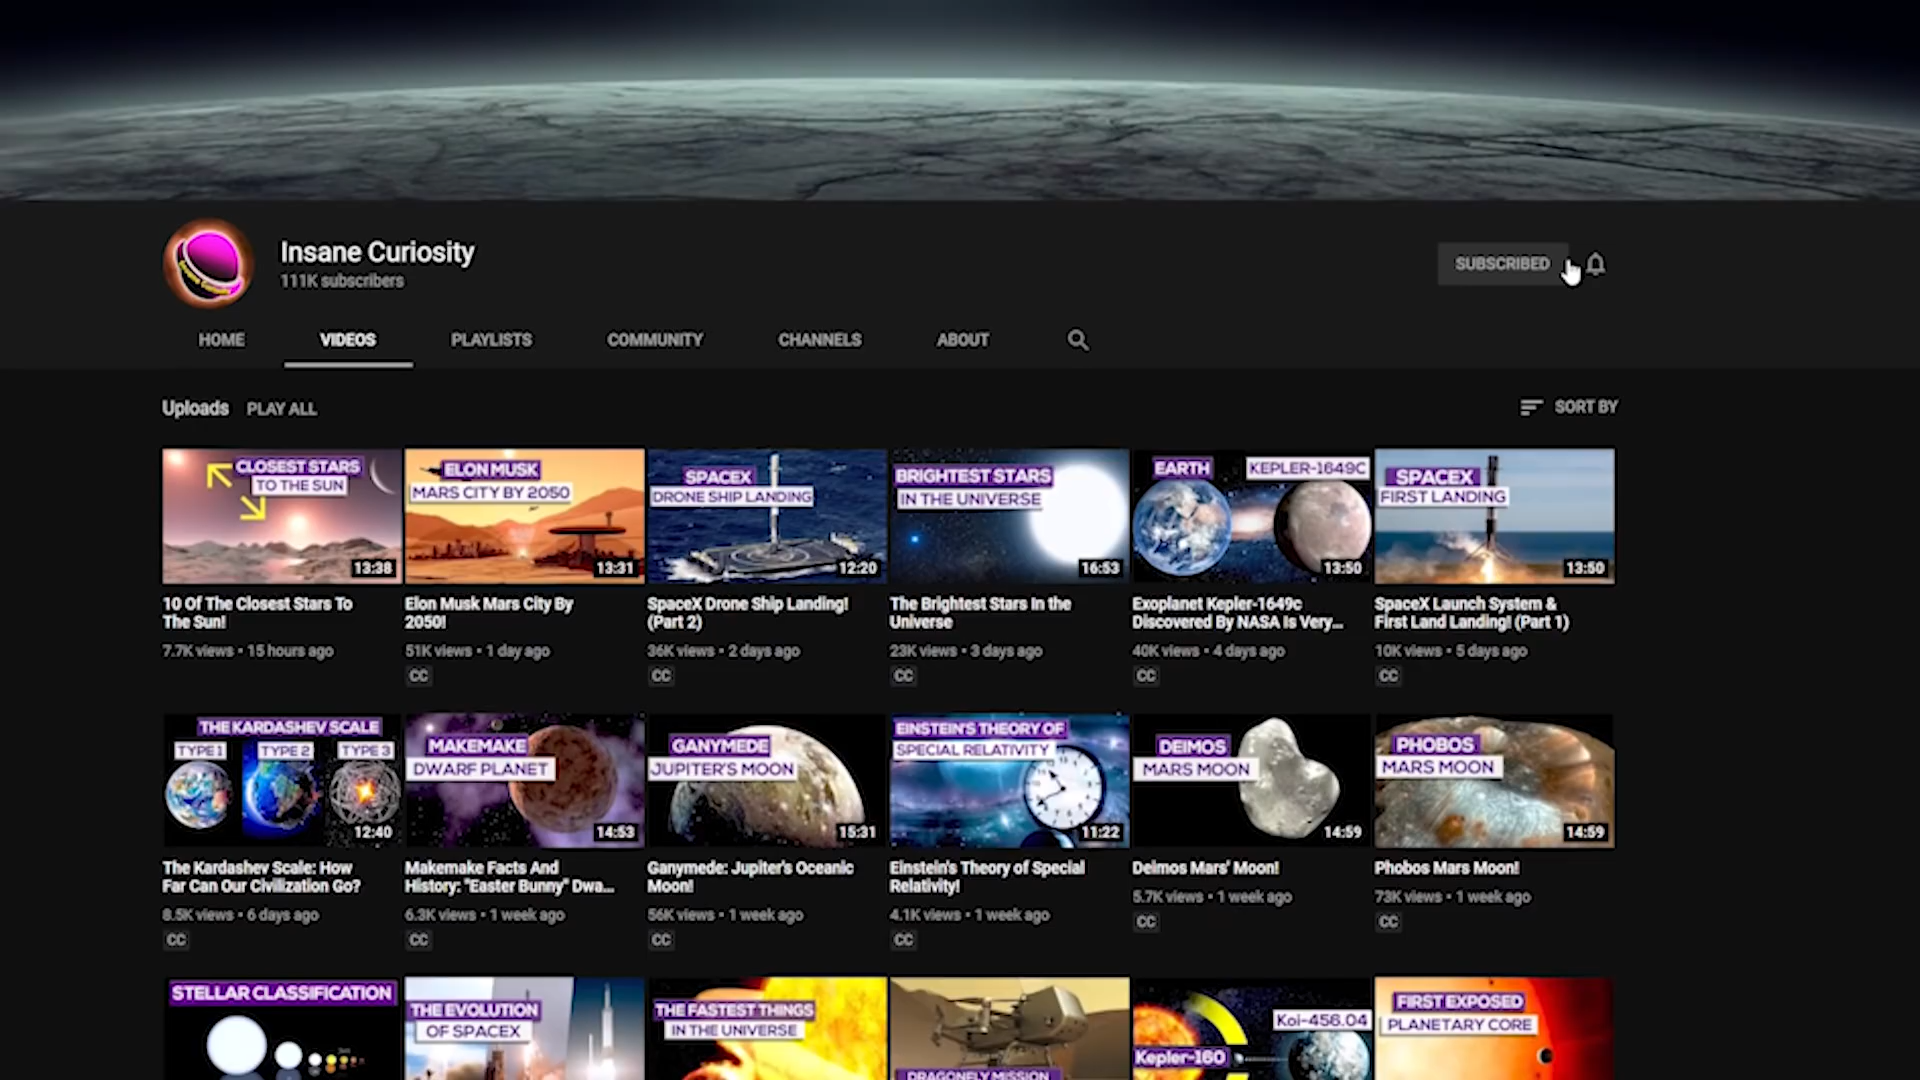 Insane Curiosity
111K subscribers
SUBSCRIBED
HOME
VIDEOS
PLAYLISTS
COMMUNITY
CHANNELS
ABOUT
Uploads
PLAY ALL
SORT BY
CLOSEST STARS
TO THE SUN
13:38
ELON MUSK
MARS CITY BY 2050
13:31
SPACEX
DRONE SHIP LANDING
12:20
BRIGHTEST STARS
IN THE UNIVERSE
16:53
EARTH
KEPLER-1649C
13:50
SPACEX
FIRST LANDING
13:50
10 Of The Closest Stars To
The Sun!
7.7K views • 15 hours ago
Elon Musk Mars City By
2050!
51K views • 1 day ago
CC
SpaceX Drone Ship Landing!
(Part 2)
36K views • 2 days ago
CC
The Brightest Stars In the
Universe
23K views • 3 days ago
CC
Exoplanet Kepler-1649c
Discovered By NASA Is Very...
40K views • 4 days ago
CC
SpaceX Launch System &
First Land Landing! (Part 1)
10K views • 5 days ago
CC
THE KARDASHEV SCALE
TYPE 1
TYPE 2
TYPE 3
12:40
MAKEMAKE
DWARF PLANET
14:53
GANYMEDE
JUPITER'S MOON
15:31
EINSTEIN'S THEORY OF
SPECIAL RELATIVITY
11:22
DEIMOS
MARS MOON
14:59
PHOBOS
MARS MOON
14:59
The Kardashev Scale: How
Far Can Our Civilization Go?
8.5K views • 6 days ago
CC
Makemake Facts And
History: "Easter Bunny" Dwa...
6.3K views • 1 week ago
CC
Ganymede: Jupiter's Oceanic
Moon!
56K views • 1 week ago
CC
Einstein's Theory of Special
Relativity!
4.1K views • 1 week ago
CC
Deimos Mars' Moon!
5.7K views • 1 week ago
CC
Phobos Mars Moon!
73K views • 1 week ago
CC
STELLAR CLASSIFICATION
THE EVOLUTION
OF SPACEX
THE FASTEST THINGS
IN THE UNIVERSE
DRAGONFLY MISSION
Koi-456.04
Kepler-160
FIRST EXPOSED
PLANETARY CORE